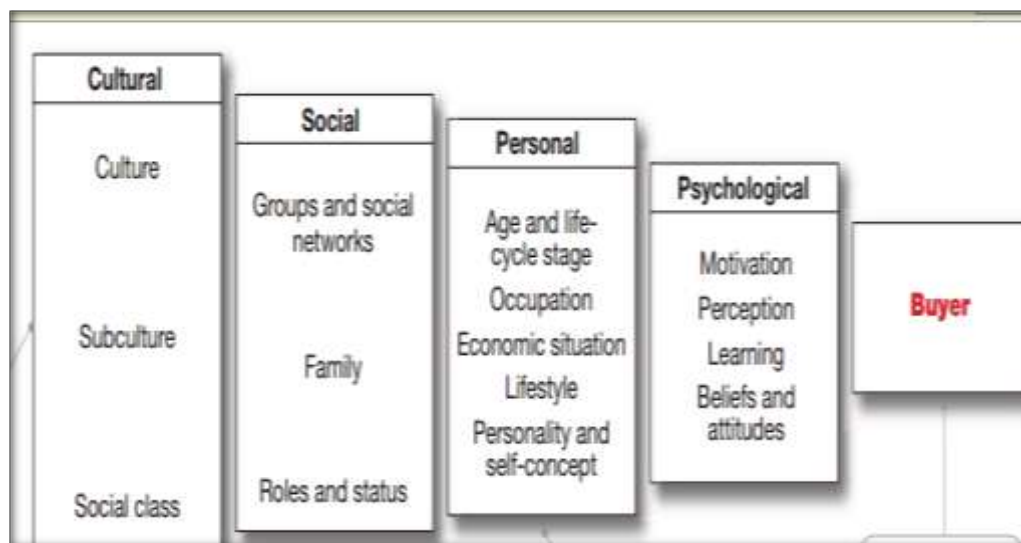 Cultural
Culture
Subculture
Social class
Social
Groups and social
networks
Family
Roles and status
Personal
Age and life-
cycle stage
Occupation
Economic situation
Lifestyle
Personality and
self-concept
Psychological
Motivation
Perception
Learning
Beliefs and
attitudes
Buyer